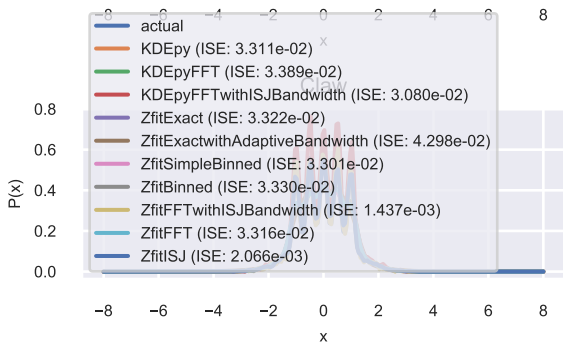 −8 −6 −4 −2 0 2 4 6 8
x
Claw
actual
KDEpy (ISE: 3.311e-02)
KDEpyFFT (ISE: 3.389e-02)
KDEpyFFTwithISJBandwidth (ISE: 3.080e-02)
ZfitExact (ISE: 3.322e-02)
ZfitExactwithAdaptiveBandwidth (ISE: 4.298e-02)
ZfitSimpleBinned (ISE: 3.301e-02)
ZfitBinned (ISE: 3.330e-02)
ZfitFFTwithISJBandwidth (ISE: 1.437e-03)
ZfitFFT (ISE: 3.316e-02)
ZfitISJ (ISE: 2.066e-03)
P(x)
0.8
0.6
0.4
0.2
0.0
−8 −6 −4 −2 0 2 4 6 8
x